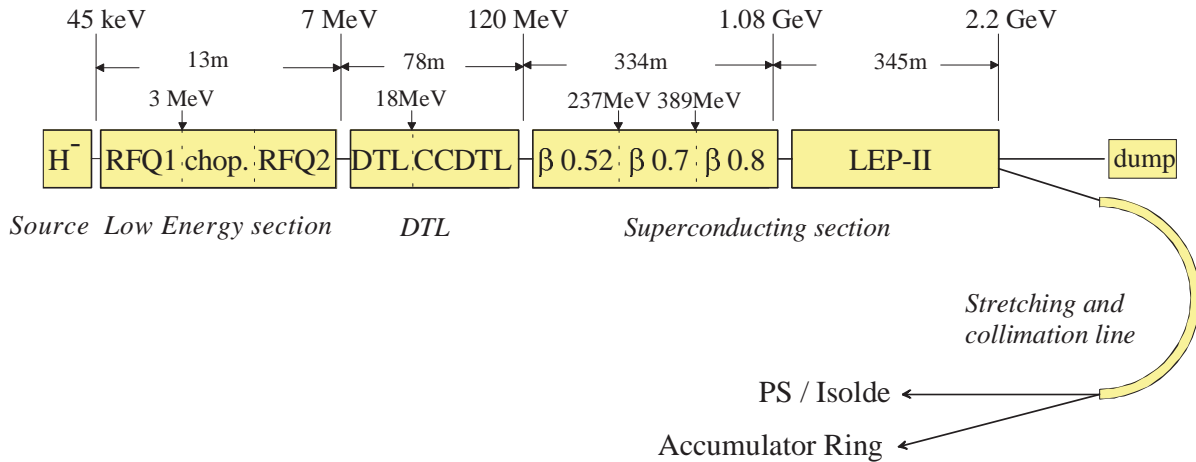 45 keV 7 MeV 120 MeV 1.08 GeV 2.2 GeV
13m 78m 334m 345m
3 MeV 18MeV 237MeV 389MeV
H⁻ RFQ1 chop. RFQ2 DTL CCDTL β 0.52 β 0.7 β 0.8 LEP-II dump
Source Low Energy section DTL Superconducting section
Stretching and
collimation line
PS / Isolde
Accumulator Ring